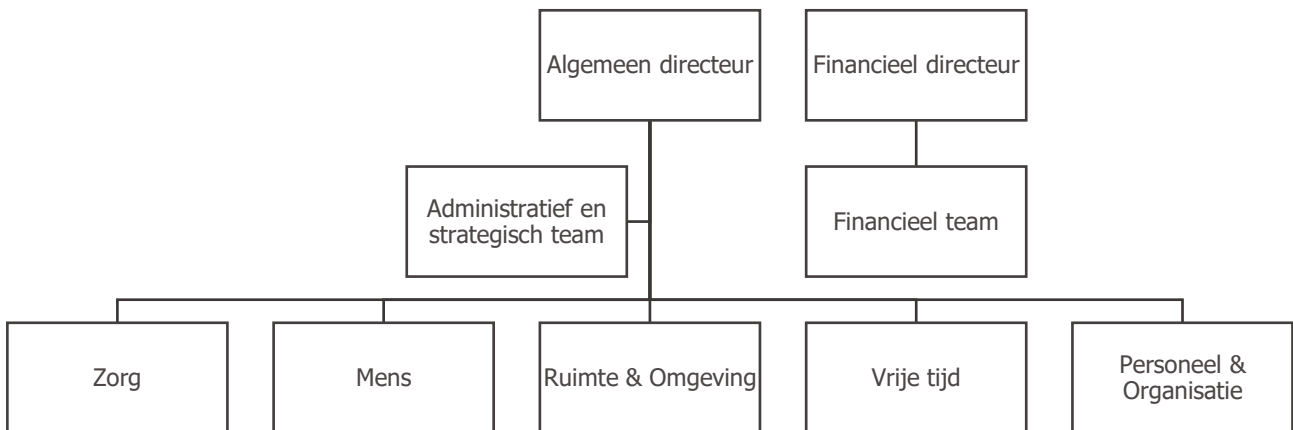 Algemeen directeur
Financieel directeur
Administratief en
strategisch team
Financieel team
Zorg
Mens
Ruimte & Omgeving
Vrije tijd
Personeel &
Organisatie